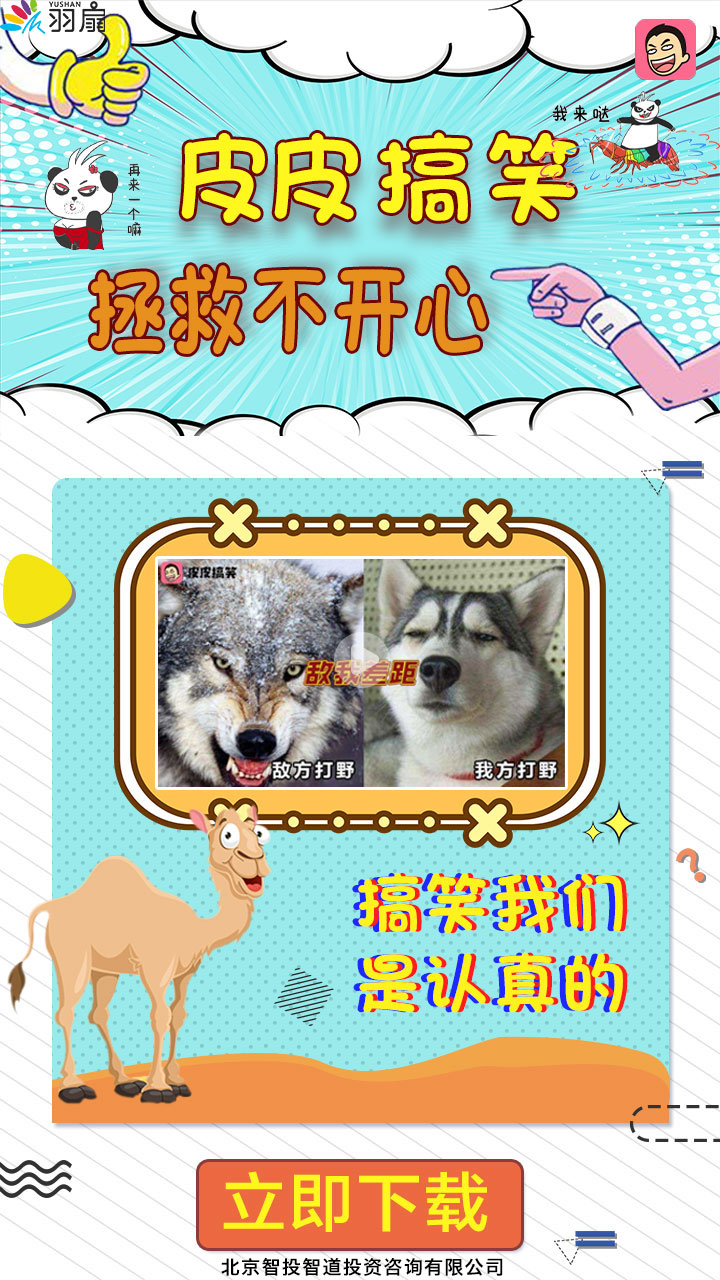 YUSHAN
羽扇
我来哒
再来一个嘛
皮皮搞笑
拯救不开心
皮皮搞笑
敌我差距
敌方打野
我方打野
搞笑我们
是认真的
立即下载
北京智投智道投资咨询有限公司